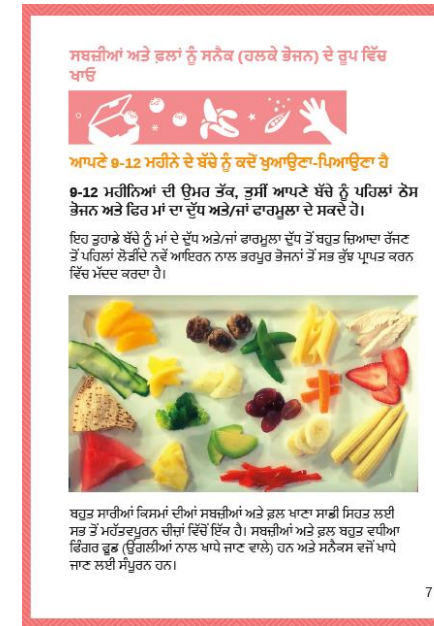 ਸਬਜ਼ੀਆਂ ਅਤੇ ਫ਼ਲਾਂ ਨੂੰ ਸਨੈਕ (ਹਲਕੇ ਭੋਜਨ) ਦੇ ਰੂਪ ਵਿੱਚ
ਖਾਓ
ਆਪਣੇ 9-12 ਮਹੀਨੇ ਦੇ ਬੱਚੇ ਨੂੰ ਕਦੋਂ ਖੁਆਉਣਾ-ਪਿਆਉਣਾ ਹੈ
9-12 ਮਹੀਨਿਆਂ ਦੀ ਉਮਰ ਤੱਕ, ਤੁਸੀਂ ਆਪਣੇ ਬੱਚੇ ਨੂੰ ਪਹਿਲਾਂ ਠੋਸ
ਭੋਜਨ ਅਤੇ ਫਿਰ ਮਾਂ ਦਾ ਦੁੱਧ ਅਤੇ/ਜਾਂ ਫਾਰਮੂਲਾ ਦੇ ਸਕਦੇ ਹੋ।
ਇਹ ਤੁਹਾਡੇ ਬੱਚੇ ਨੂੰ ਮਾਂ ਦੇ ਦੁੱਧ ਅਤੇ/ਜਾਂ ਫਾਰਮੂਲਾ ਦੁੱਧ ਤੋਂ ਬਹੁਤ ਜ਼ਿਆਦਾ ਰੱਜਣ
ਤੋਂ ਪਹਿਲਾਂ ਲੋੜੀਂਦੇ ਨਵੇਂ ਆਇਰਨ ਨਾਲ ਭਰਪੂਰ ਭੋਜਨਾਂ ਤੋਂ ਸਭ ਕੁੱਝ ਪ੍ਰਾਪਤ ਕਰਨ
ਵਿੱਚ ਮੱਦਦ ਕਰਦਾ ਹੈ।
ਬਹੁਤ ਸਾਰੀਆਂ ਕਿਸਮਾਂ ਦੀਆਂ ਸਬਜ਼ੀਆਂ ਅਤੇ ਫ਼ਲ ਖਾਣਾ ਸਾਡੀ ਸਿਹਤ ਲਈ
ਸਭ ਤੋਂ ਮਹੱਤਵਪੂਰਨ ਚੀਜ਼ਾਂ ਵਿੱਚੋਂ ਇੱਕ ਹੈ। ਸਬਜ਼ੀਆਂ ਅਤੇ ਫ਼ਲ ਬਹੁਤ ਵਧੀਆ
ਫਿੰਗਰ ਫੂਡ (ਉਂਗਲੀਆਂ ਨਾਲ ਖਾਧੇ ਜਾਣ ਵਾਲੇ) ਹਨ ਅਤੇ ਸਨੈਕਸ ਵਜੋਂ ਖਾਧੇ
ਜਾਣ ਲਈ ਸੰਪੂਰਨ ਹਨ।
7